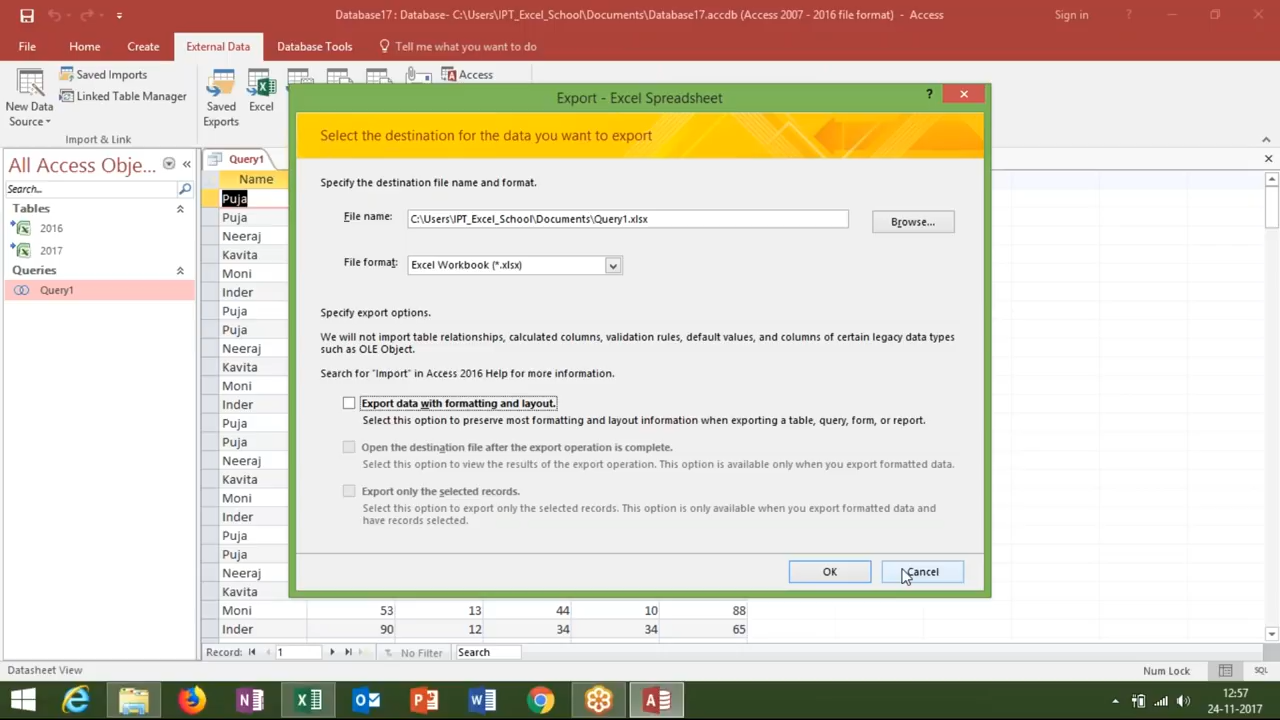 Database17 : Database- C:\Users\IPT_Excel_School\Documents\Database17.accdb (Access 2007 - 2016 file format) - Access
Sign in
?
File
Home
Create
External Data
Database Tools
Tell me what you want to do
New Data Source
Saved Imports
Linked Table Manager
Import & Link
Saved Exports
Excel
Access
Export - Excel Spreadsheet
?
Select the destination for the data you want to export
Specify the destination file name and format.
File name:
C:\Users\IPT_Excel_School\Documents\Query1.xlsx
Browse...
File format:
Excel Workbook (*.xlsx)
Specify export options.
We will not import table relationships, calculated columns, validation rules, default values, and columns of certain legacy data types
such as OLE Object.
Search for "Import" in Access 2016 Help for more information.
Export data with formatting and layout.
Select this option to preserve most formatting and layout information when exporting a table, query, form, or report.
Open the destination file after the export operation is complete.
Select this option to view the results of the export operation. This option is available only when you export formatted data.
Export only the selected records.
Select this option to export only the selected records. This option is only available when you export formatted data and
have records selected.
OK
Cancel
All Access Obje...
Search...
Tables
2016
2017
Queries
Query1
Query1
Name
Puja
Puja
Neeraj
Kavita
Moni
Inder
Puja
Puja
Neeraj
Kavita
Moni
Inder
Puja
Puja
Neeraj
Kavita
Moni
Inder
Puja
Puja
Neeraj
Kavita
Moni 53 13 44 10 88
Inder 90 12 34 34 65
Record: 1 No Filter Search
Datasheet View
Num Lock
SQL
12:57
24-11-2017